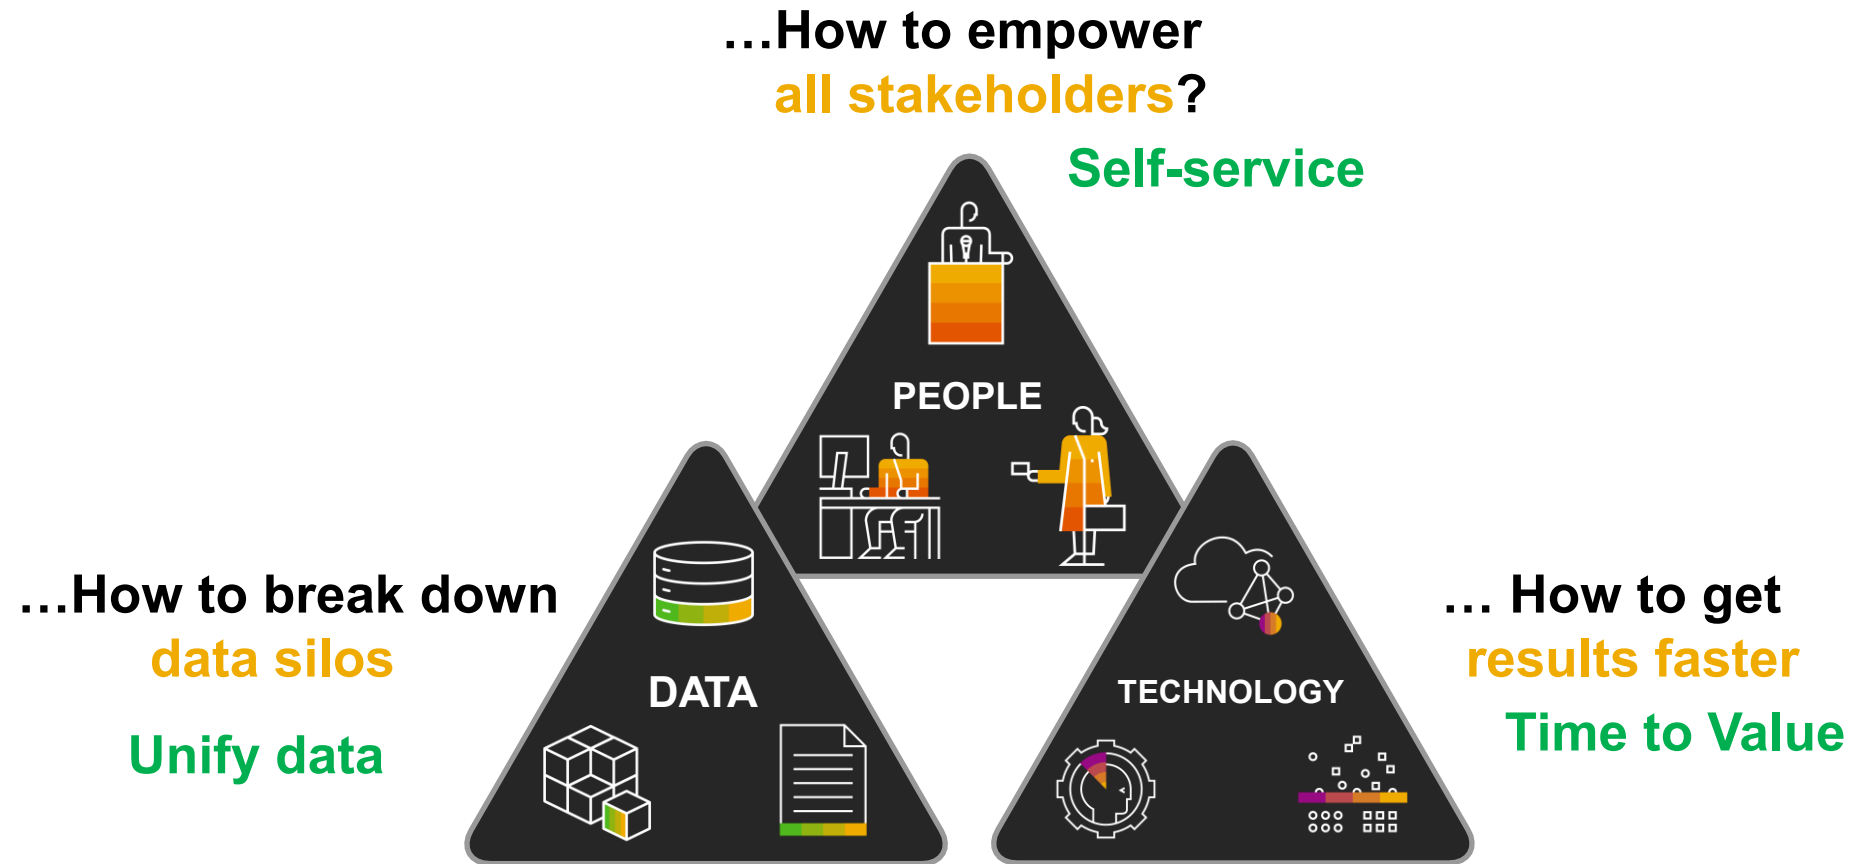 …How to empower
all stakeholders?
Self-service
PEOPLE
…How to break down
data silos
Unify data
DATA
TECHNOLOGY
… How to get
results faster
Time to Value